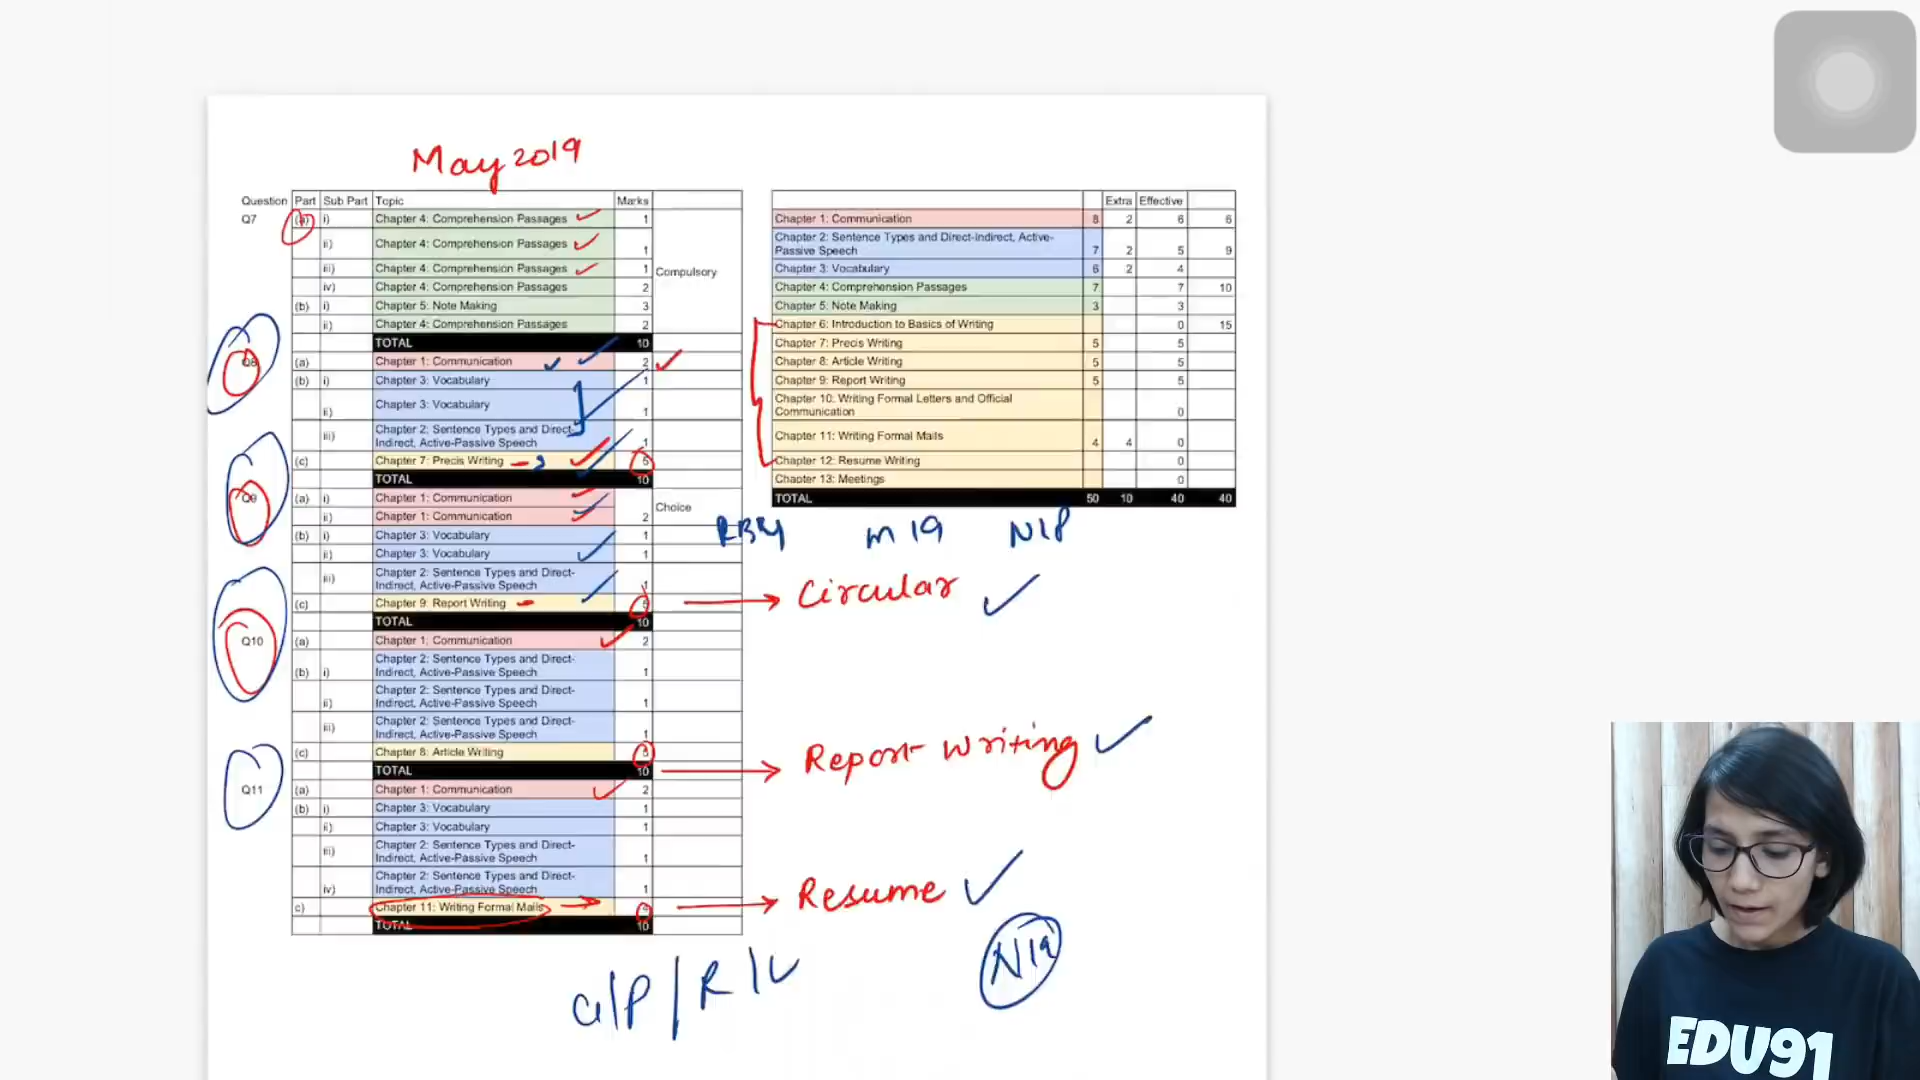 May 2019
Question Part Sub Part Topic Marks
Q7 (a) i) Chapter 4: Comprehension Passages 1
ii) Chapter 4: Comprehension Passages 1
iii) Chapter 4: Comprehension Passages 1 Compulsory
iv) Chapter 4: Comprehension Passages 2
(b) i) Chapter 5: Note Making 3
ii) Chapter 4: Comprehension Passages 2
TOTAL 10
Q8 (a) Chapter 1: Communication 2
(b) i) Chapter 3: Vocabulary 1
ii) Chapter 3: Vocabulary 1
iii) Chapter 2: Sentence Types and Direct-
Indirect, Active-Passive Speech 1
(c) Chapter 7: Precis Writing 5
TOTAL 10
Q9 (a) i) Chapter 1: Communication Choice
ii) Chapter 1: Communication 2
(b) i) Chapter 3: Vocabulary 1
ii) Chapter 3: Vocabulary 1
iii) Chapter 2: Sentence Types and Direct-
Indirect, Active-Passive Speech 1
(c) Chapter 9: Report Writing 5
TOTAL 10
Q10 (a) Chapter 1: Communication 2
(b) i) Chapter 2: Sentence Types and Direct-
Indirect, Active-Passive Speech 1
ii) Chapter 2: Sentence Types and Direct-
Indirect, Active-Passive Speech 1
iii) Chapter 2: Sentence Types and Direct-
Indirect, Active-Passive Speech 1
(c) Chapter 8: Article Writing 5
TOTAL 10
Q11 (a) Chapter 1: Communication 2
(b) i) Chapter 3: Vocabulary 1
ii) Chapter 3: Vocabulary 1
iii) Chapter 2: Sentence Types and Direct-
Indirect, Active-Passive Speech 1
iv) Chapter 2: Sentence Types and Direct-
Indirect, Active-Passive Speech 1
c) Chapter 11: Writing Formal Mails 4
TOTAL 10
Extra Effective
Chapter 1: Communication 8 2 6 6
Chapter 2: Sentence Types and Direct-Indirect, Active-
Passive Speech 7 2 5 9
Chapter 3: Vocabulary 6 2 4
Chapter 4: Comprehension Passages 7 7 10
Chapter 5: Note Making 3 3
Chapter 6: Introduction to Basics of Writing 0 15
Chapter 7: Precis Writing 5 5
Chapter 8: Article Writing 5 5
Chapter 9: Report Writing 5 5
Chapter 10: Writing Formal Letters and Official
Communication 0
Chapter 11: Writing Formal Mails 4 4 0
Chapter 12: Resume Writing 0
Chapter 13: Meetings 0
TOTAL 50 10 40 40
M19 N18
Circular
Report Writing
Resume
N19
EDU91